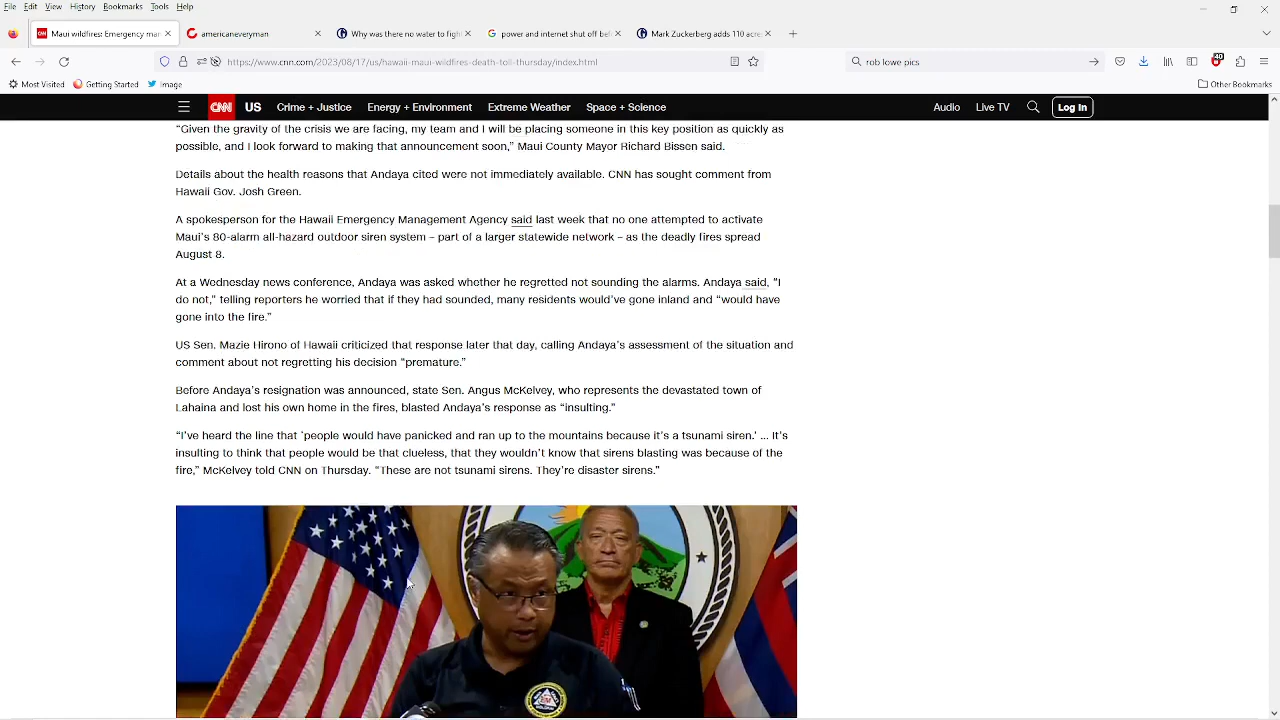 File Edit View History Bookmarks Tools Help
CNN Maui wildfires: Emergency mar
americaneveryman
Why was there no water to figh
power and internet shut off bef
Mark Zuckerberg adds 110 acres
https://www.cnn.com/2023/08/17/us/hawaii-maui-wildfires-death-toll-thursday/index.html
rob lowe pics
Most Visited Getting Started Image Other Bookmarks
CNN US Crime + Justice Energy + Environment Extreme Weather Space + Science Audio Live TV Log In
“Given the gravity of the crisis we are facing, my team and I will be placing someone in this key position as quickly as
possible, and I look forward to making that announcement soon,” Maui County Mayor Richard Bissen said.
Details about the health reasons that Andaya cited were not immediately available. CNN has sought comment from
Hawaii Gov. Josh Green.
A spokesperson for the Hawaii Emergency Management Agency said last week that no one attempted to activate
Maui’s 80-alarm all-hazard outdoor siren system – part of a larger statewide network – as the deadly fires spread
August 8.
At a Wednesday news conference, Andaya was asked whether he regretted not sounding the alarms. Andaya said, “I
do not,” telling reporters he worried that if they had sounded, many residents would’ve gone inland and “would have
gone into the fire.”
US Sen. Mazie Hirono of Hawaii criticized that response later that day, calling Andaya’s assessment of the situation and
comment about not regretting his decision “premature.”
Before Andaya’s resignation was announced, state Sen. Angus McKelvey, who represents the devastated town of
Lahaina and lost his own home in the fires, blasted Andaya’s response as “insulting.”
“I’ve heard the line that ‘people would have panicked and ran up to the mountains because it’s a tsunami siren.’ ... It’s
insulting to think that people would be that clueless, that they wouldn’t know that sirens blasting was because of the
fire,” McKelvey told CNN on Thursday. “These are not tsunami sirens. They’re disaster sirens.”